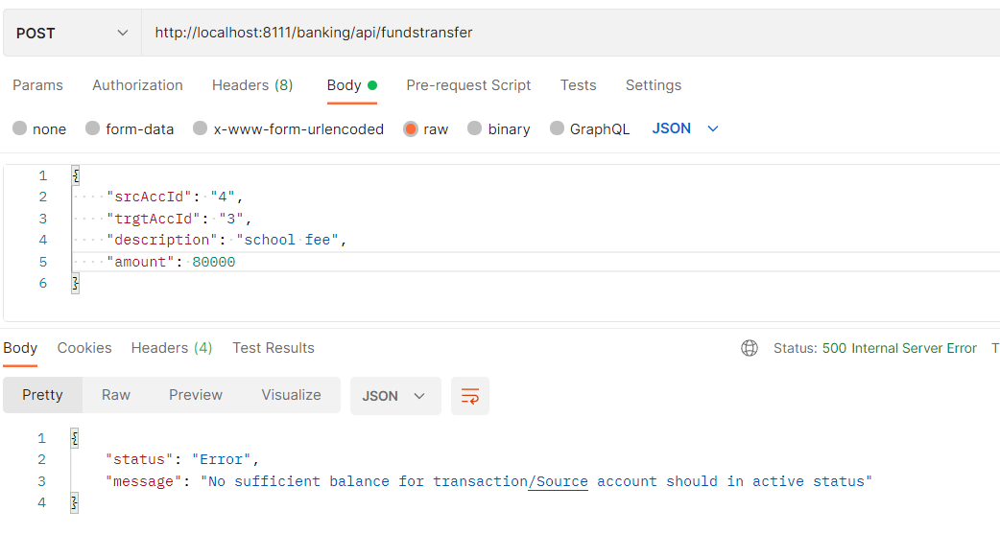 POST http://localhost:8111/banking/api/fundstransfer
Params Authorization Headers (8) Body Pre-request Script Tests Settings
none form-data x-www-form-urlencoded raw binary GraphQL JSON
1 {
2 "srcAccId": "4",
3 "trgtAccId": "3",
4 "description": "school fee",
5 "amount": 80000
6 }
Body Cookies Headers (4) Test Results Status: 500 Internal Server Error T
Pretty Raw Preview Visualize JSON
1 {
2 "status": "Error",
3 "message": "No sufficient balance for transaction/Source account should in active status"
4 }